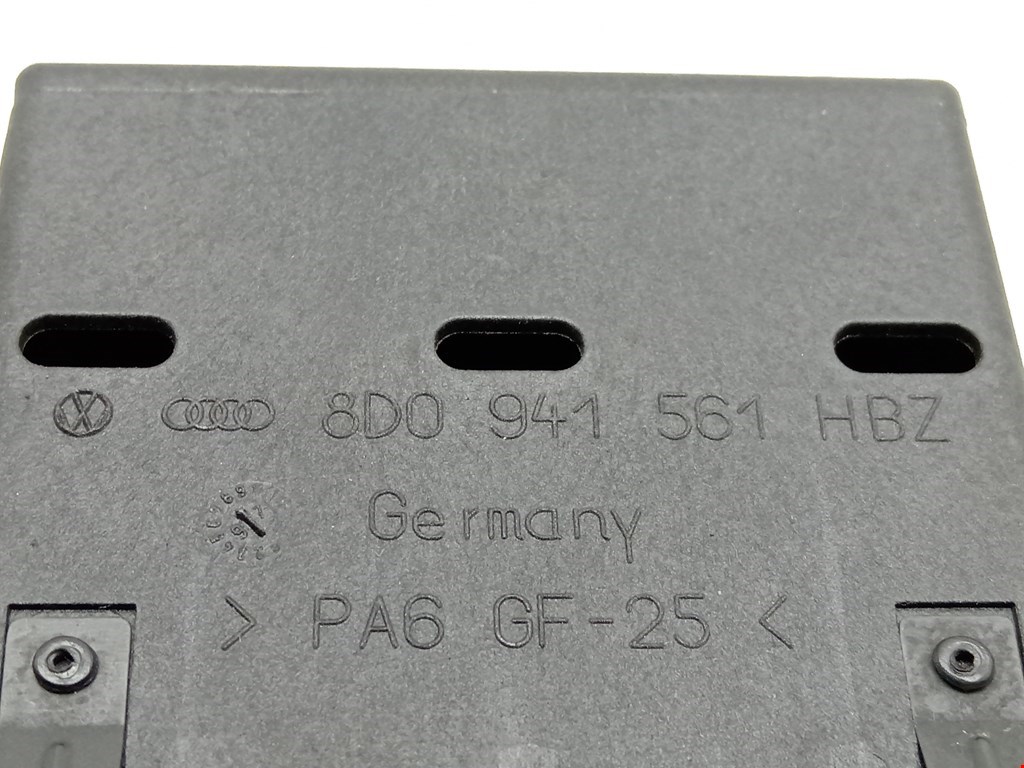 8D0 941 561 HBZ
Germany
> PA6 GF-25 <